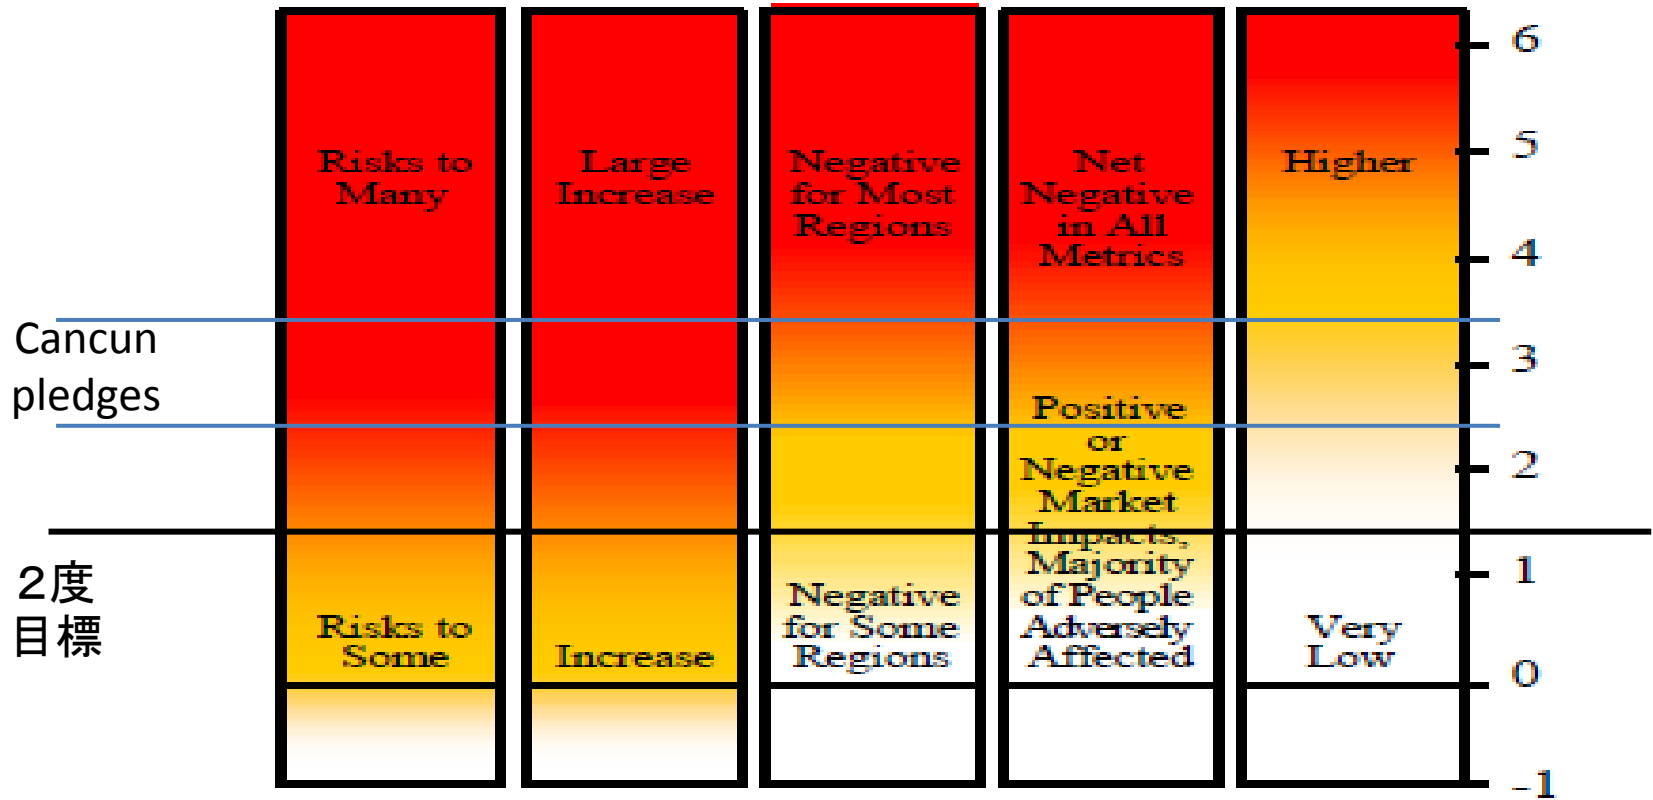 Risks to
Many
Large
Increase
Negative
for Most
Regions
Net
Negative
in All
Metrics
Higher
Cancun
pledges
Positive
or
Negative
Market
Impacts,
Majority
of People
Adversely
Affected
2度
目標
Risks to
Some
Increase
Negative
for Some
Regions
Very
Low
6
5
4
3
2
1
0
-1